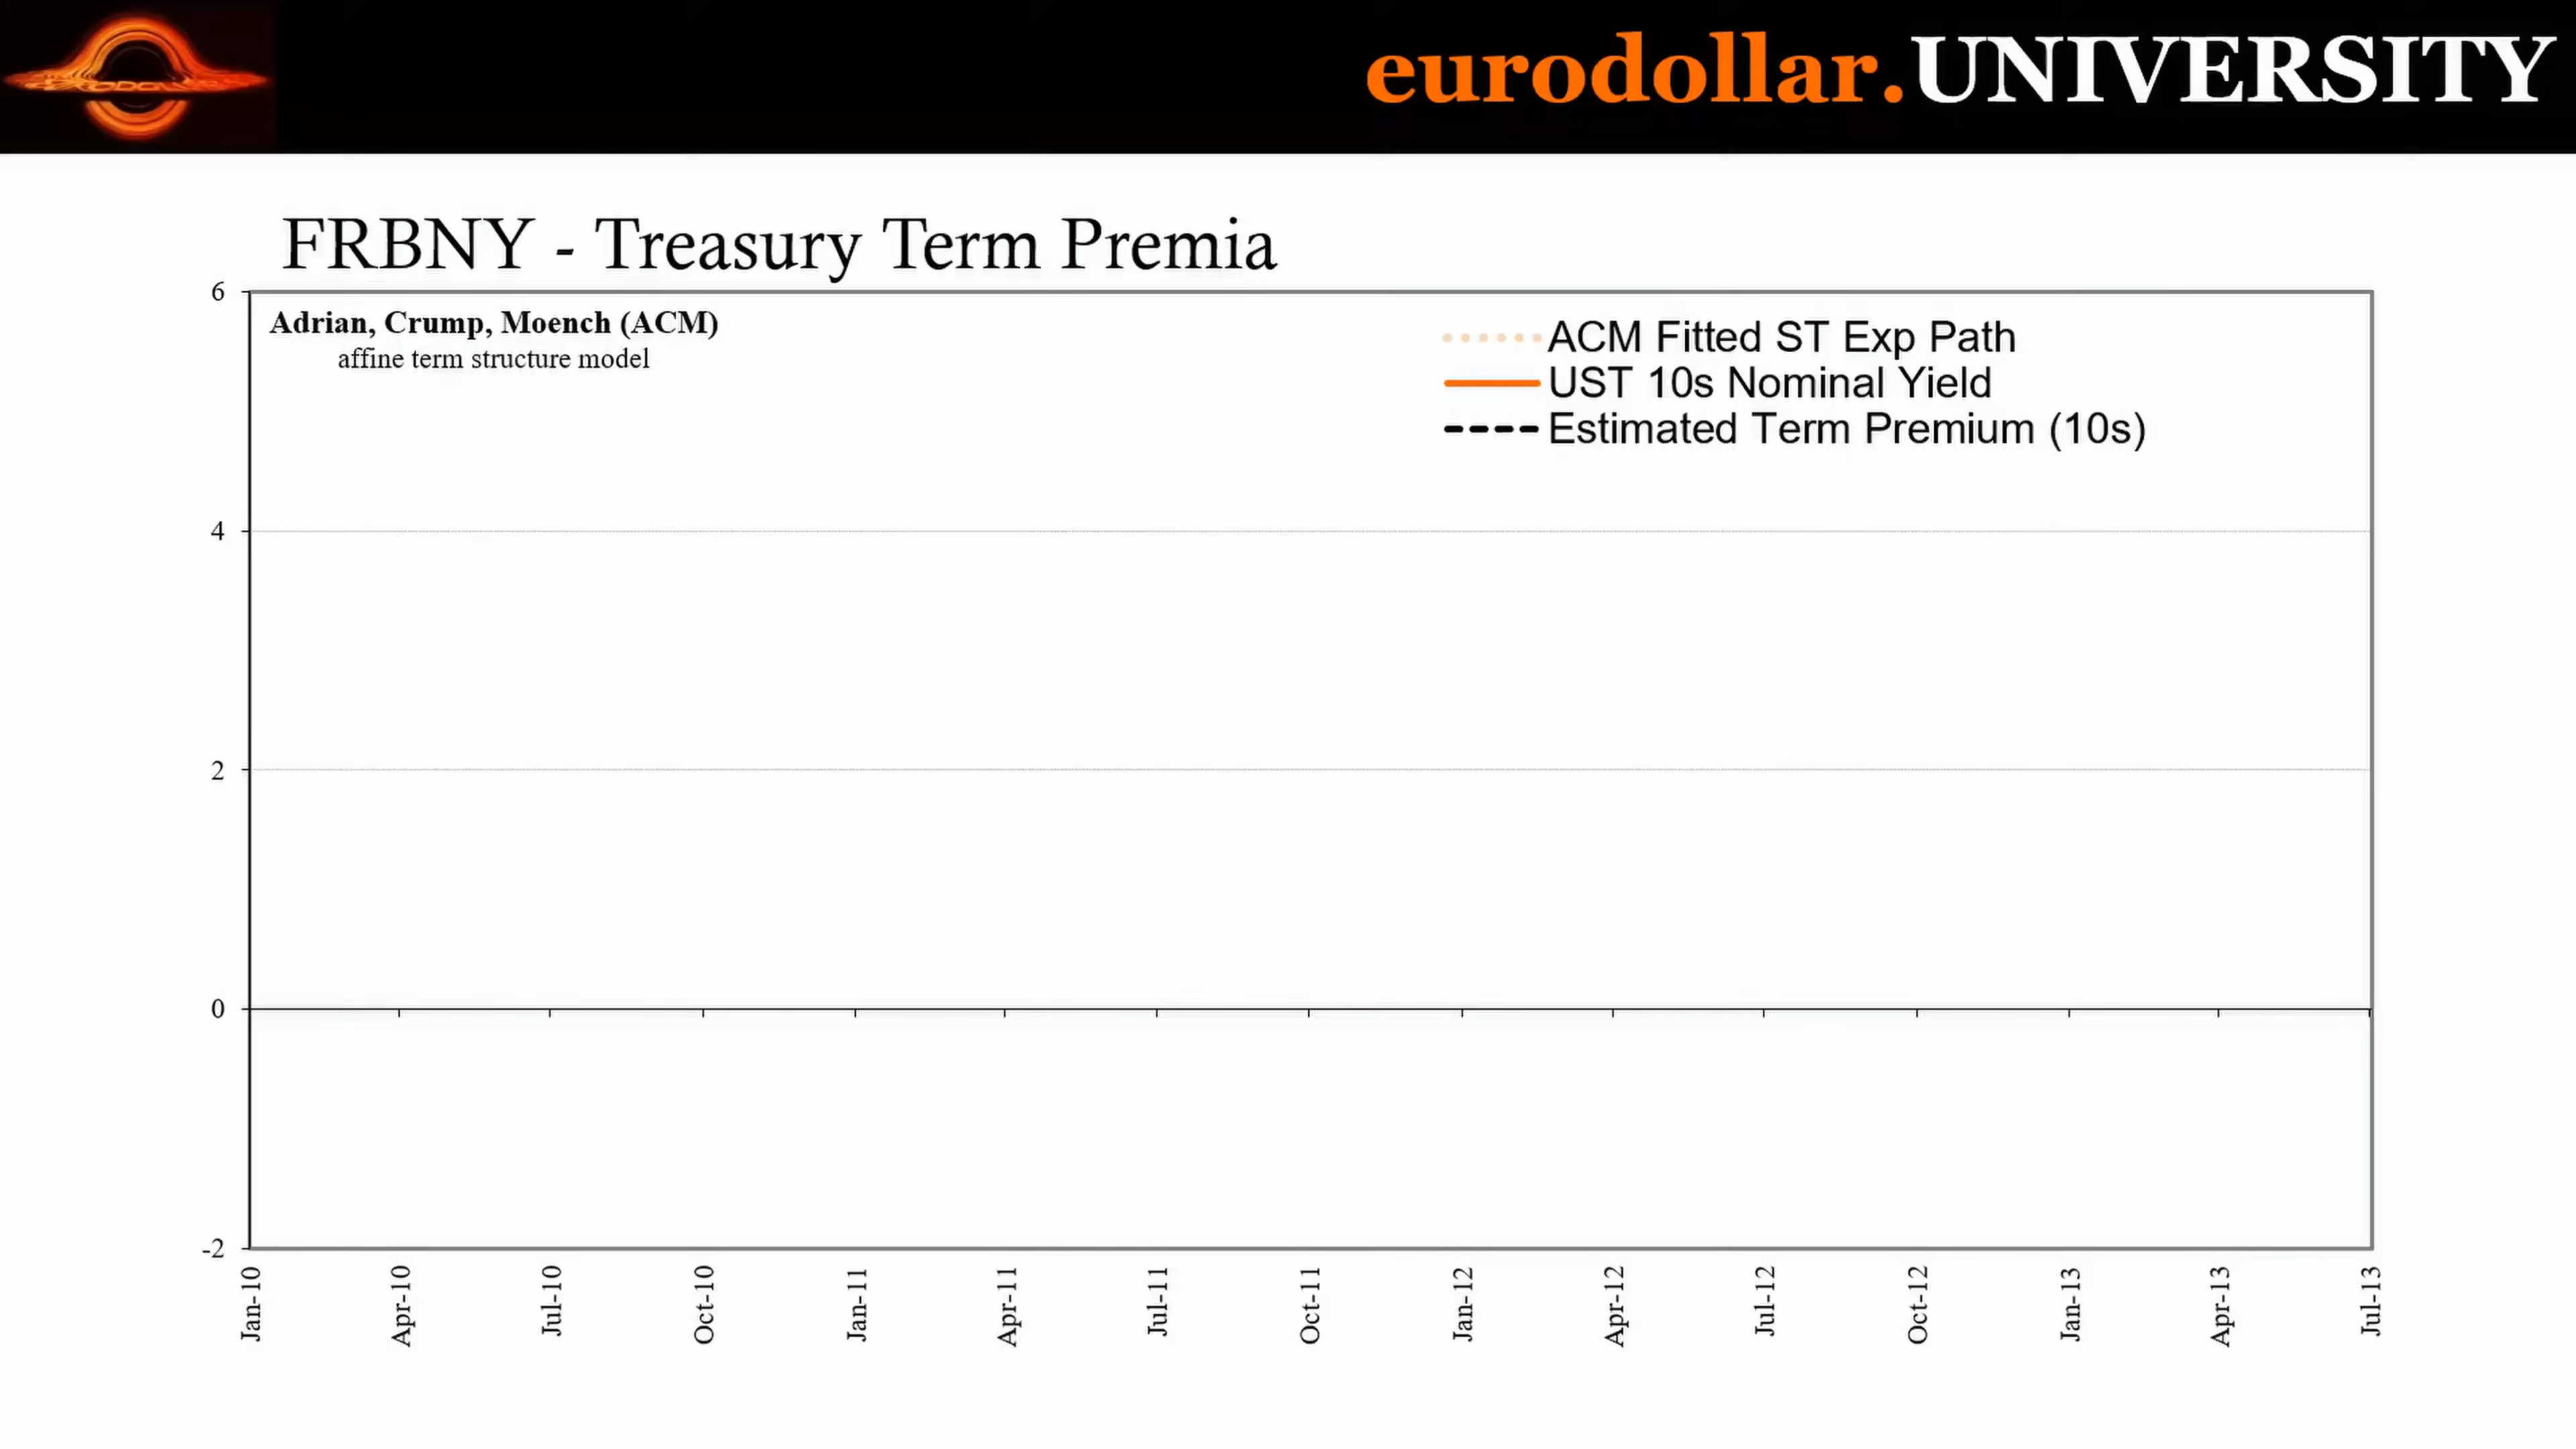 eurodollar.UNIVERSITY
FRBNY - Treasury Term Premia
Adrian, Crump, Moench (ACM)
affine term structure model
ACM Fitted ST Exp Path
UST 10s Nominal Yield
Estimated Term Premium (10s)
6
4
2
0
-2
Jan-10
Apr-10
Jul-10
Oct-10
Jan-11
Apr-11
Jul-11
Oct-11
Jan-12
Apr-12
Jul-12
Oct-12
Jan-13
Apr-13
Jul-13